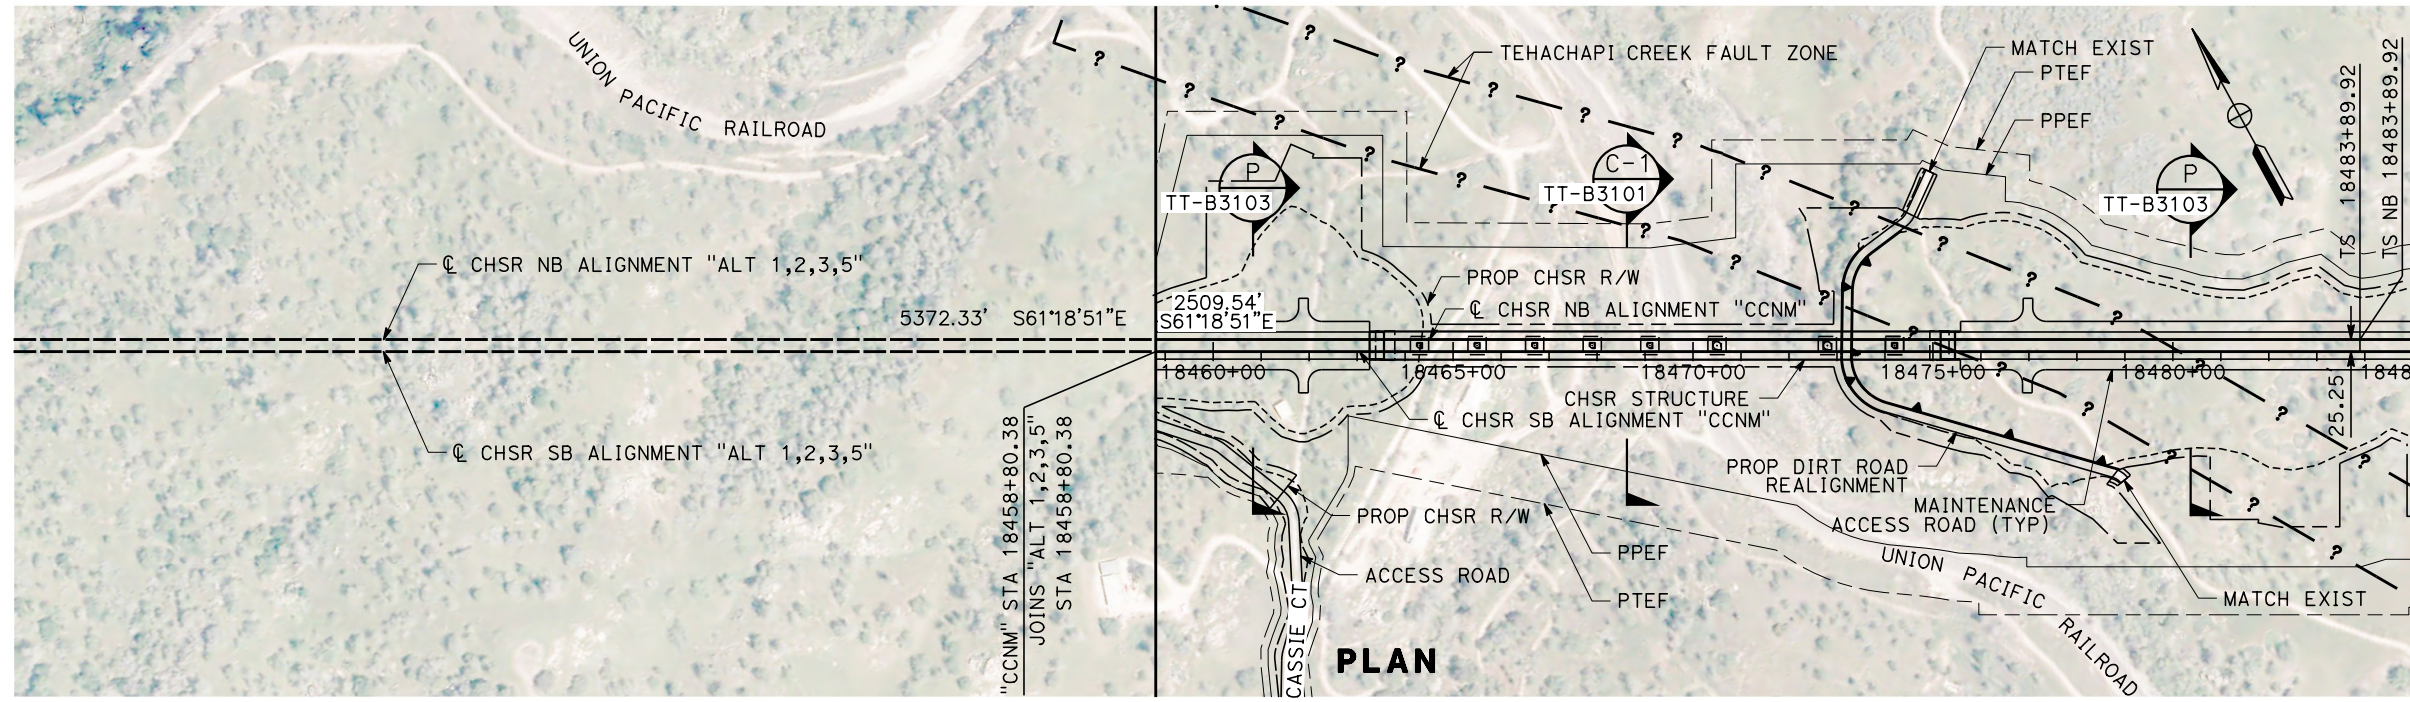 UNION PACIFIC RAILROAD
℄ CHSR NB ALIGNMENT "ALT 1,2,3,5"
5372.33' S61°18'51"E
℄ CHSR SB ALIGNMENT "ALT 1,2,3,5"
"CCNM" STA 18458+80.38
JOINS "ALT 1,2,3,5"
STA 18458+80.38
TEHACHAPI CREEK FAULT ZONE
MATCH EXIST
PTEF
PPEF
P
TT-B3103
C-1
TT-B3101
P
TT-B3103
TS 18483+89.92
TS NB 18483+89.92
PROP CHSR R/W
2509.54'
S61°18'51"E
℄ CHSR NB ALIGNMENT "CCNM"
18460+00
18465+00
18470+00
18475+00
18480+00
1848
CHSR STRUCTURE
℄ CHSR SB ALIGNMENT "CCNM"
25.25'
PROP DIRT ROAD
REALIGNMENT
MAINTENANCE
ACCESS ROAD (TYP)
PROP CHSR R/W
PPEF
ACCESS ROAD
PTEF
UNION PACIFIC RAILROAD
MATCH EXIST
CASSIE CT
PLAN
? ? ? ? ? ? ? ? ? ? ? ? ? ?
? ? ? ? ? ? ? ? ? ? ? ? ? ? ?